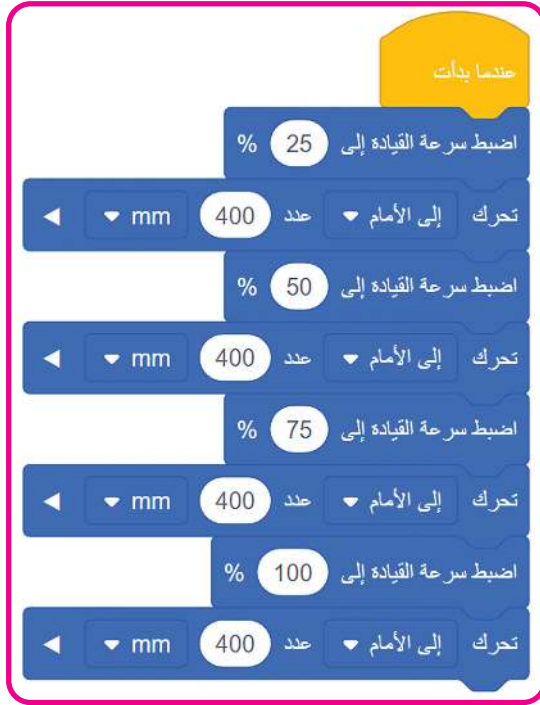 عندما بدأت
اضبط سرعة القيادة إلى 25 %
تحرك إلى الأمام عدد 400 mm
اضبط سرعة القيادة إلى 50 %
تحرك إلى الأمام عدد 400 mm
اضبط سرعة القيادة إلى 75 %
تحرك إلى الأمام عدد 400 mm
اضبط سرعة القيادة إلى 100 %
تحرك إلى الأمام عدد 400 mm